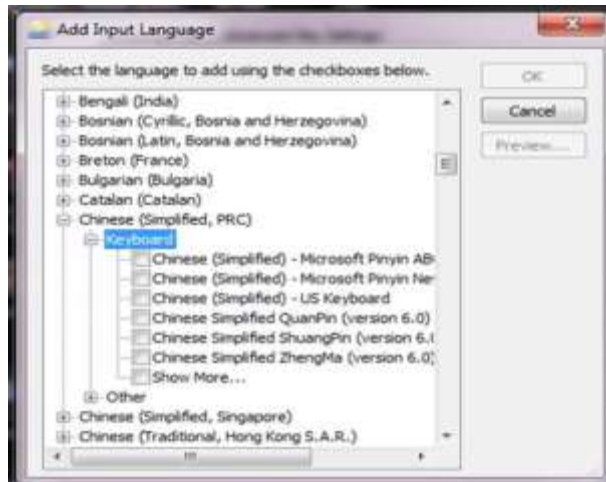 Add Input Language
Select the language to add using the checkboxes below.
OK
Cancel
Preview...
Bengali (India)
Bosnian (Cyrillic, Bosnia and Herzegovina)
Bosnian (Latin, Bosnia and Herzegovina)
Breton (France)
Bulgarian (Bulgaria)
Catalan (Catalan)
Chinese (Simplified, PRC)
Keyboard
Chinese (Simplified) - Microsoft Pinyin AB
Chinese (Simplified) - Microsoft Pinyin Ne
Chinese (Simplified) - US Keyboard
Chinese Simplified QuanPin (version 6.0)
Chinese Simplified ShuangPin (version 6.
Chinese Simplified ZhengMa (version 6.0)
Show More...
Other
Chinese (Simplified, Singapore)
Chinese (Traditional, Hong Kong S.A.R.)